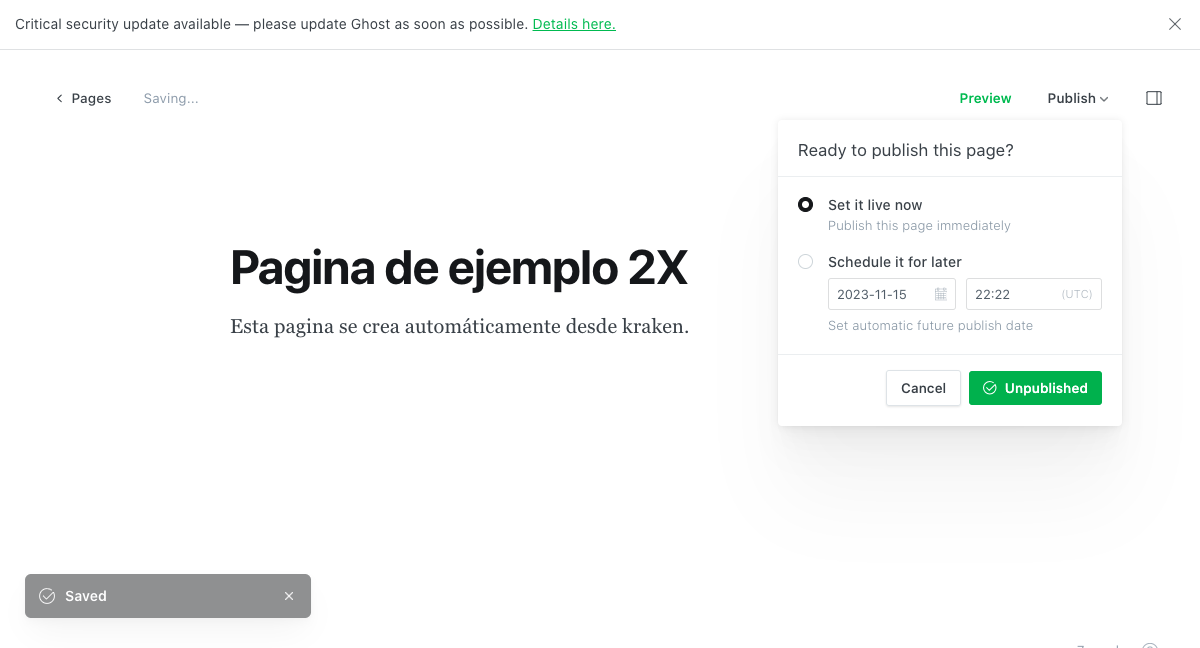 Critical security update available — please update Ghost as soon as possible. Details here.
Pages
Saving...
Preview
Publish
Ready to publish this page?
Set it live now
Publish this page immediately
Schedule it for later
2023-11-15
22:22
(UTC)
Set automatic future publish date
Cancel
Unpublished
Pagina de ejemplo 2X
Esta pagina se crea automáticamente desde kraken.
Saved